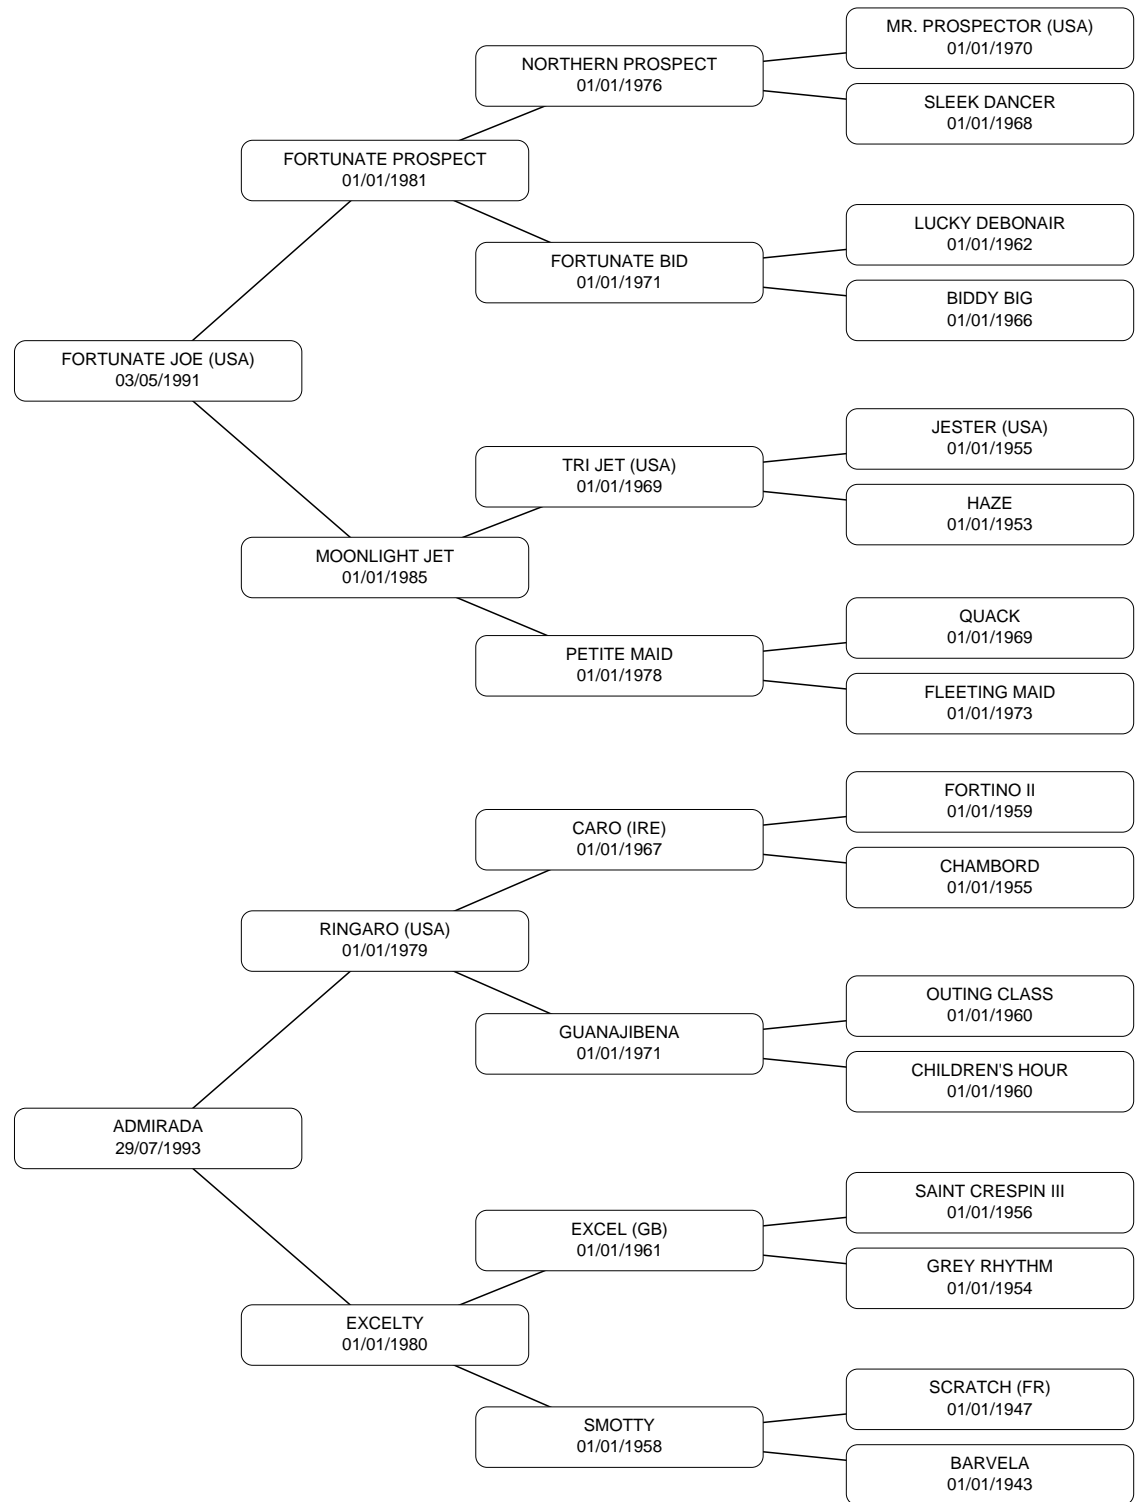 MR. PROSPECTOR (USA)
01/01/1970
NORTHERN PROSPECT
01/01/1976
SLEEK DANCER
01/01/1968
FORTUNATE PROSPECT
01/01/1981
LUCKY DEBONAIR
01/01/1962
FORTUNATE BID
01/01/1971
BIDDY BIG
01/01/1966
FORTUNATE JOE (USA)
03/05/1991
JESTER (USA)
01/01/1955
TRI JET (USA)
01/01/1969
HAZE
01/01/1953
MOONLIGHT JET
01/01/1985
QUACK
01/01/1969
PETITE MAID
01/01/1978
FLEETING MAID
01/01/1973
FORTINO II
01/01/1959
CARO (IRE)
01/01/1967
CHAMBORD
01/01/1955
RINGARO (USA)
01/01/1979
OUTING CLASS
01/01/1960
GUANAJIBENA
01/01/1971
CHILDREN'S HOUR
01/01/1960
ADMIRADA
29/07/1993
SAINT CRESPIN III
01/01/1956
EXCEL (GB)
01/01/1961
GREY RHYTHM
01/01/1954
EXCELTY
01/01/1980
SCRATCH (FR)
01/01/1947
SMOTTY
01/01/1958
BARVELA
01/01/1943